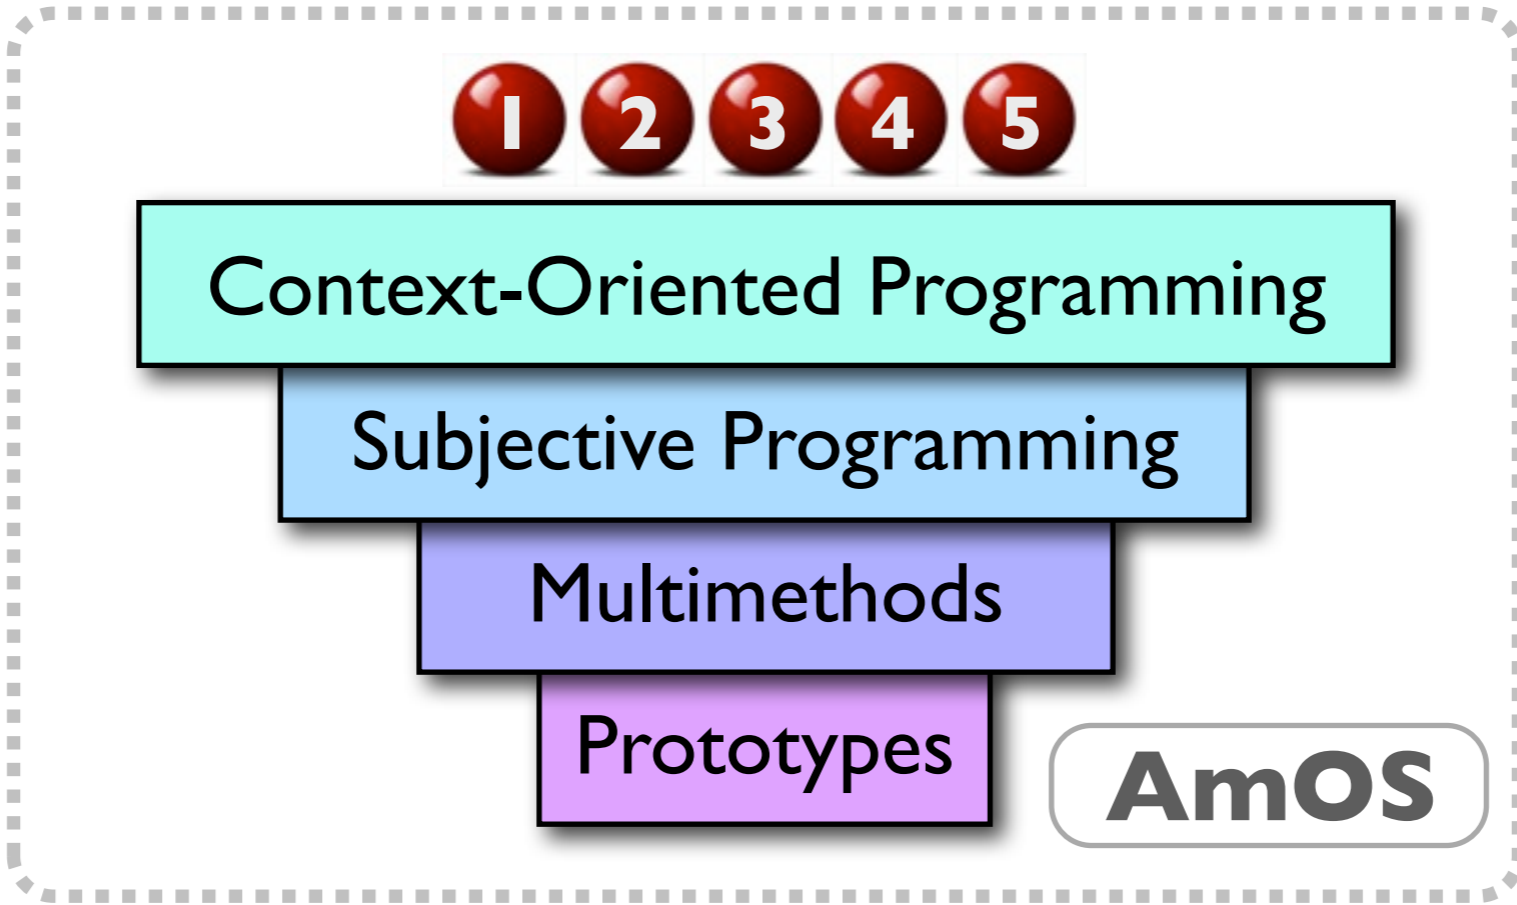 1 2 3 4 5
Context-Oriented Programming
Subjective Programming
Multimethods
Prototypes
AmOS